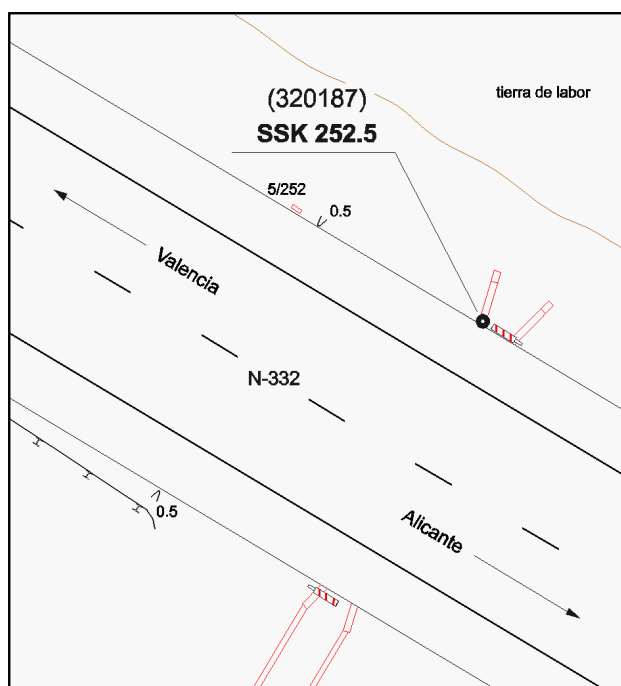 (320187)
SSK 252.5
tierra de labor
5/252
0.5
Valencia
N-332
0.5
Alicante